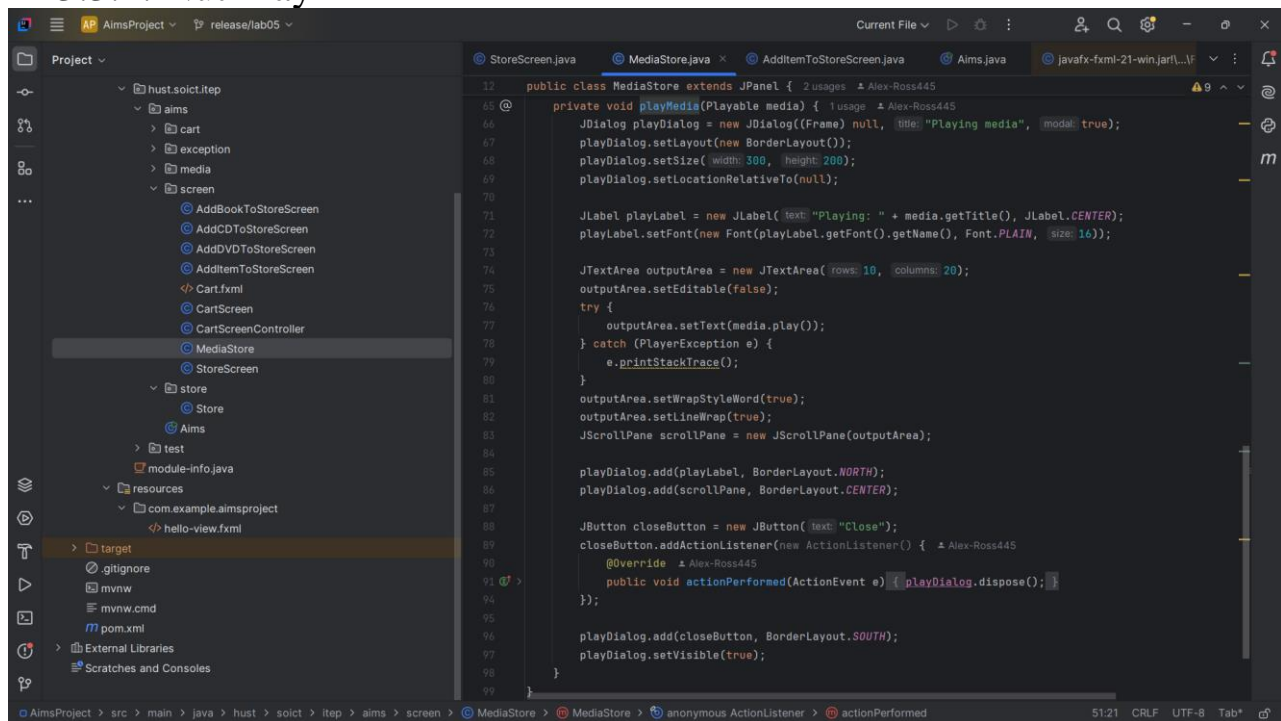 AP AimsProject release/lab05 Current File
Project
hust.soict.itep
aims
cart
exception
media
screen
AddBookToStoreScreen
AddCDToStoreScreen
AddDVDToStoreScreen
AddItemToStoreScreen
Cart.fxml
CartScreen
CartScreenController
MediaStore
StoreScreen
store
Store
Aims
test
module-info.java
resources
com.example.aimsproject
hello-view.fxml
target
.gitignore
mvnw
mvnw.cmd
pom.xml
External Libraries
Scratches and Consoles
StoreScreen.java MediaStore.java AddItemToStoreScreen.java Aims.java javafx-fxml-21-win.jar!\...\F
12 public class MediaStore extends JPanel { 2 usages Alex-Ross445 9
65 @ private void playMedia(Playable media) { 1 usage Alex-Ross445
66 JDialog playDialog = new JDialog((Frame) null, title: "Playing media", modal: true);
67 playDialog.setLayout(new BorderLayout());
68 playDialog.setSize( width: 300, height: 200);
69 playDialog.setLocationRelativeTo(null);
70
71 JLabel playLabel = new JLabel( text: "Playing: " + media.getTitle(), JLabel.CENTER);
72 playLabel.setFont(new Font(playLabel.getFont().getName(), Font.PLAIN, size: 16));
73
74 JTextArea outputArea = new JTextArea( rows: 10, columns: 20);
75 outputArea.setEditable(false);
76 try {
77 outputArea.setText(media.play());
78 } catch (PlayerException e) {
79 e.printStackTrace();
80 }
81 outputArea.setWrapStyleWord(true);
82 outputArea.setLineWrap(true);
83 JScrollPane scrollPane = new JScrollPane(outputArea);
84
85 playDialog.add(playLabel, BorderLayout.NORTH);
86 playDialog.add(scrollPane, BorderLayout.CENTER);
87
88 JButton closeButton = new JButton( text: "Close");
89 closeButton.addActionListener(new ActionListener() { Alex-Ross445
90 @Override Alex-Ross445
91 public void actionPerformed(ActionEvent e) { playDialog.dispose(); }
94 });
95
96 playDialog.add(closeButton, BorderLayout.SOUTH);
97 playDialog.setVisible(true);
98 }
99 }
AimsProject > src > main > java > hust > soict > itep > aims > screen > MediaStore > MediaStore > anonymous ActionListener > actionPerformed 51:21 CRLF UTF-8 Tab*